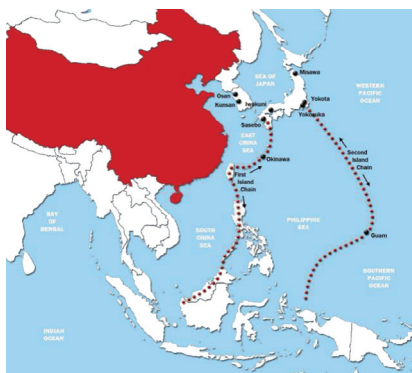 Misawa
SEA OF
JAPAN
Osan
Kunsan
Iwakuni
Yokota
Yokosuka
Sasebo
WESTERN
PACIFIC
OCEAN
EAST
CHINA
SEA
Okinawa
Second
Island
Chain
First
Island
Chain
BAY
OF
BENGAL
SOUTH
CHINA
SEA
PHILIPPINE
SEA
Guam
SOUTHERN
PACIFIC
OCEAN
INDIAN
OCEAN